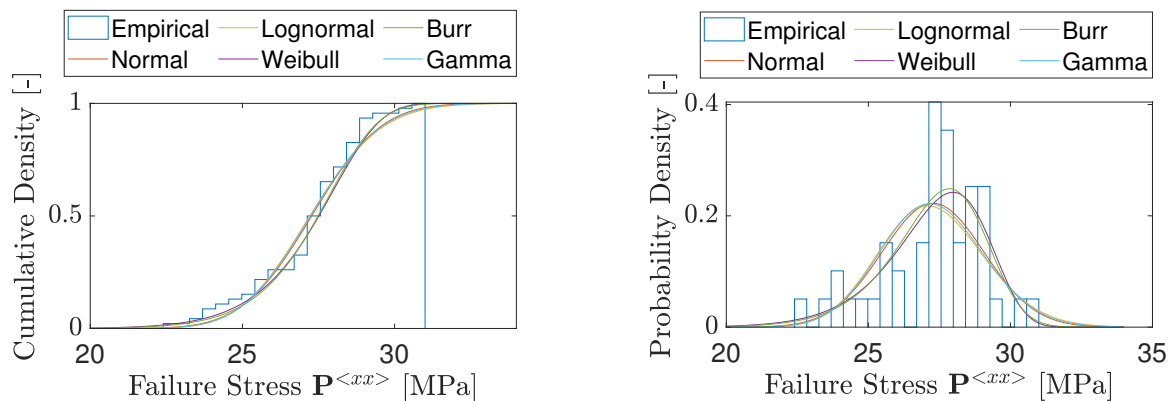 Empirical Lognormal Burr
Normal Weibull Gamma
Cumulative Density [-]
1
0.5
0
20 25 30
Failure Stress P^<xx> [MPa]
Empirical Lognormal Burr
Normal Weibull Gamma
Probability Density [-]
0.4
0.2
0
20 25 30 35
Failure Stress P^<xx> [MPa]